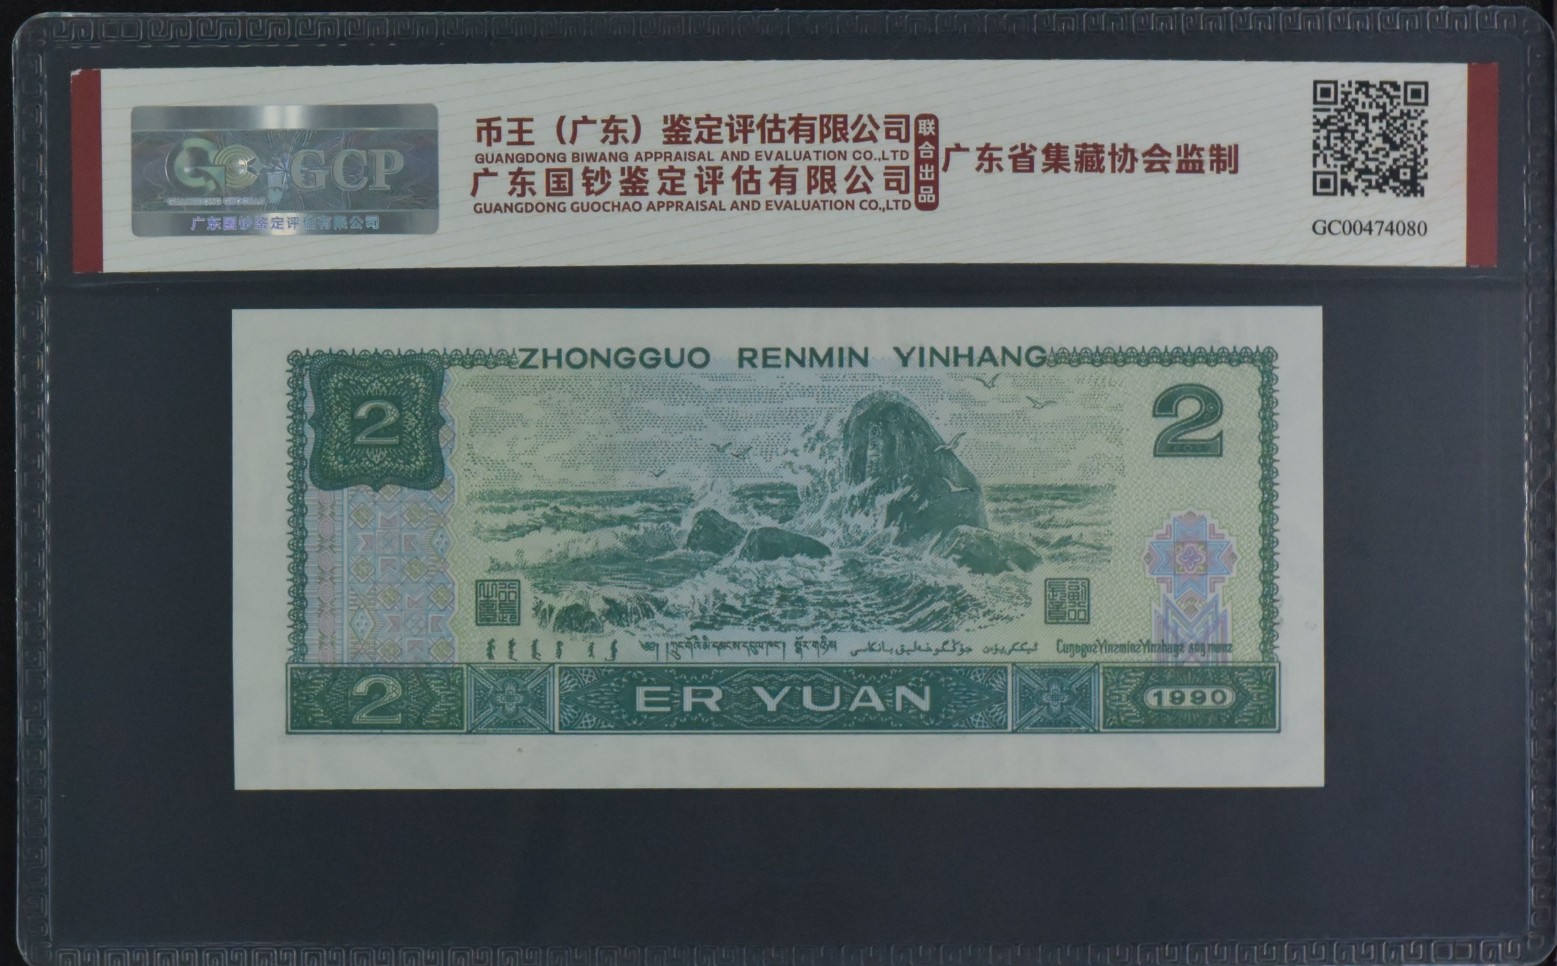 币王（广东）鉴定评估有限公司
GUANGDONG BIWANG APPRAISAL AND EVALUATION CO.,LTD
广东国钞鉴定评估有限公司
GUANGDONG GUOCHAO APPRAISAL AND EVALUATION CO.,LTD
联合出品
广东省集藏协会监制
GCP
广东国钞鉴定评估有限公司
GC00474080
ZHONGGUO RENMIN YINHANG
2
2
2
ER YUAN
1990